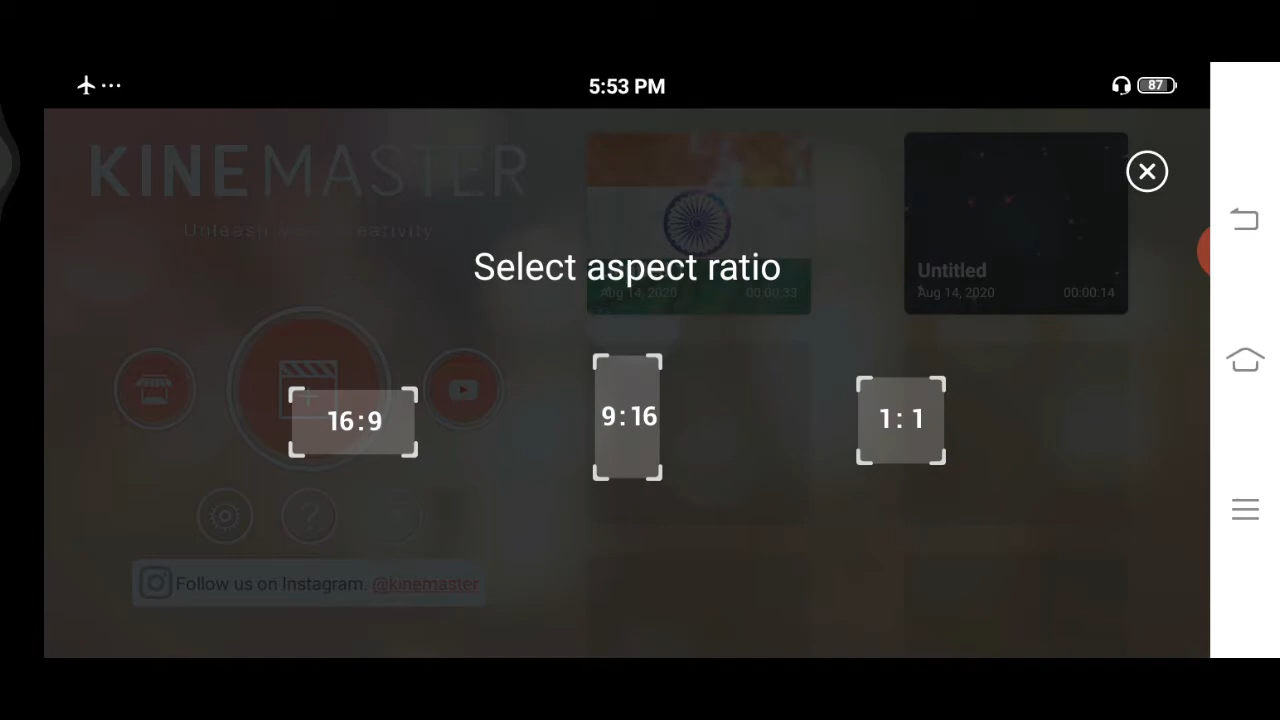 5:53 PM
87
KINEMASTER
Select aspect ratio
Aug 14, 2020 00:00:33
Untitled
Aug 14, 2020 00:00:14
16:9
9:16
1:1
?
Follow us on Instagram. @kinemaster